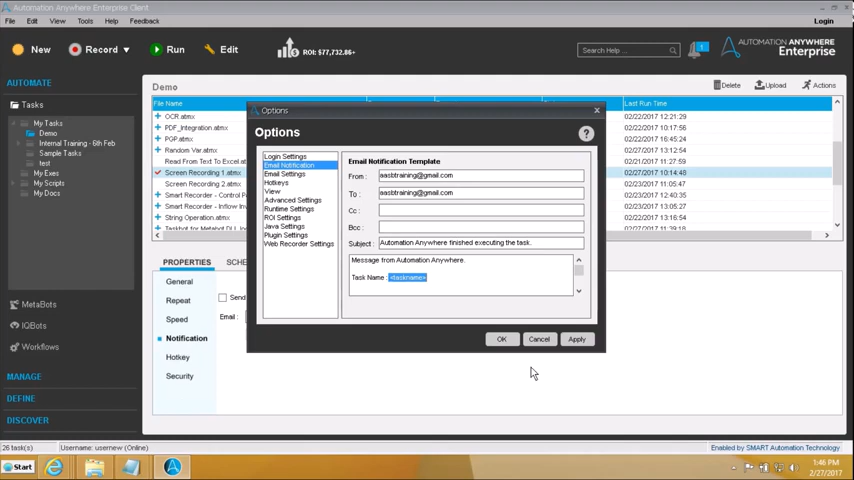 Automation Anywhere Enterprise Client
File Edit View Tools Help Feedback Login
New Record Run Edit ROI: $77,732.86+ Search Help ... 1 AUTOMATION ANYWHERE Enterprise
AUTOMATE
Tasks
My Tasks
Demo
Internal Training - 6th Feb
Sample Tasks
test
My Exes
My Scripts
My Docs
MetaBots
IQBots
Workflows
MANAGE
DEFINE
DISCOVER
Demo Delete Upload Actions
File Name Last Run Time
OCR.atmx 02/22/2017 12:21:29
PDF_Integration.atmx 02/22/2017 10:17:56
PGP.atmx 02/22/2017 16:45:24
Random Var.atmx 02/22/2017 13:12:54
Read From Text To Excel.at 02/21/2017 11:27:59
Screen Recording 1.atmx 02/27/2017 10:14:48
Screen Recording 2.atmx 02/23/2017 11:05:47
Smart Recorder - Control P 02/23/2017 12:40:35
Smart Recorder - Inflow Inv 02/23/2017 13:05:27
String Operation.atmx 02/22/2017 13:16:54
Taskbot for Metabot DLL lo
PROPERTIES SCHE
General
Repeat
Speed
Notification
Hotkey
Security
Send
Email :
Options
Options
?
Login Settings
Email Notification
Email Settings
Hotkeys
View
Advanced Settings
Runtime Settings
ROI Settings
Java Settings
Plugin Settings
Web Recorder Settings
Email Notification Template
From : aasbtraining@gmail.com
To : aasbtraining@gmail.com
Cc :
Bcc :
Subject : Automation Anywhere finished executing the task.
Message from Automation Anywhere.
Task Name : <taskname>
OK Cancel Apply
26 task(s) Username: usernew (Online) Enabled by SMART Automation Technology
Start 1:46 PM
2/27/2017